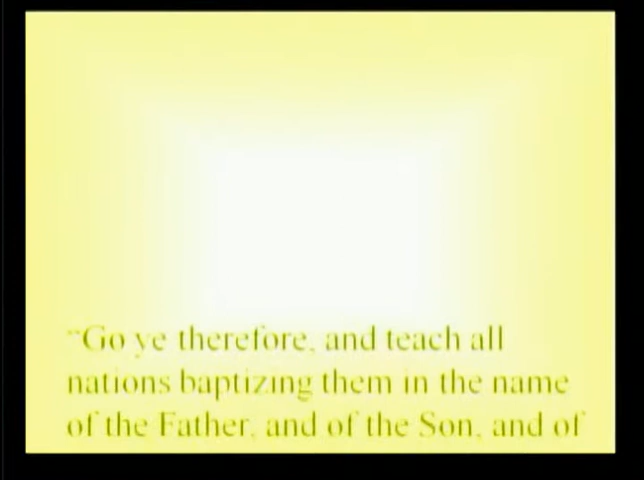 "Go ye therefore, and teach all
nations baptizing them in the name
of the Father, and of the Son, and of